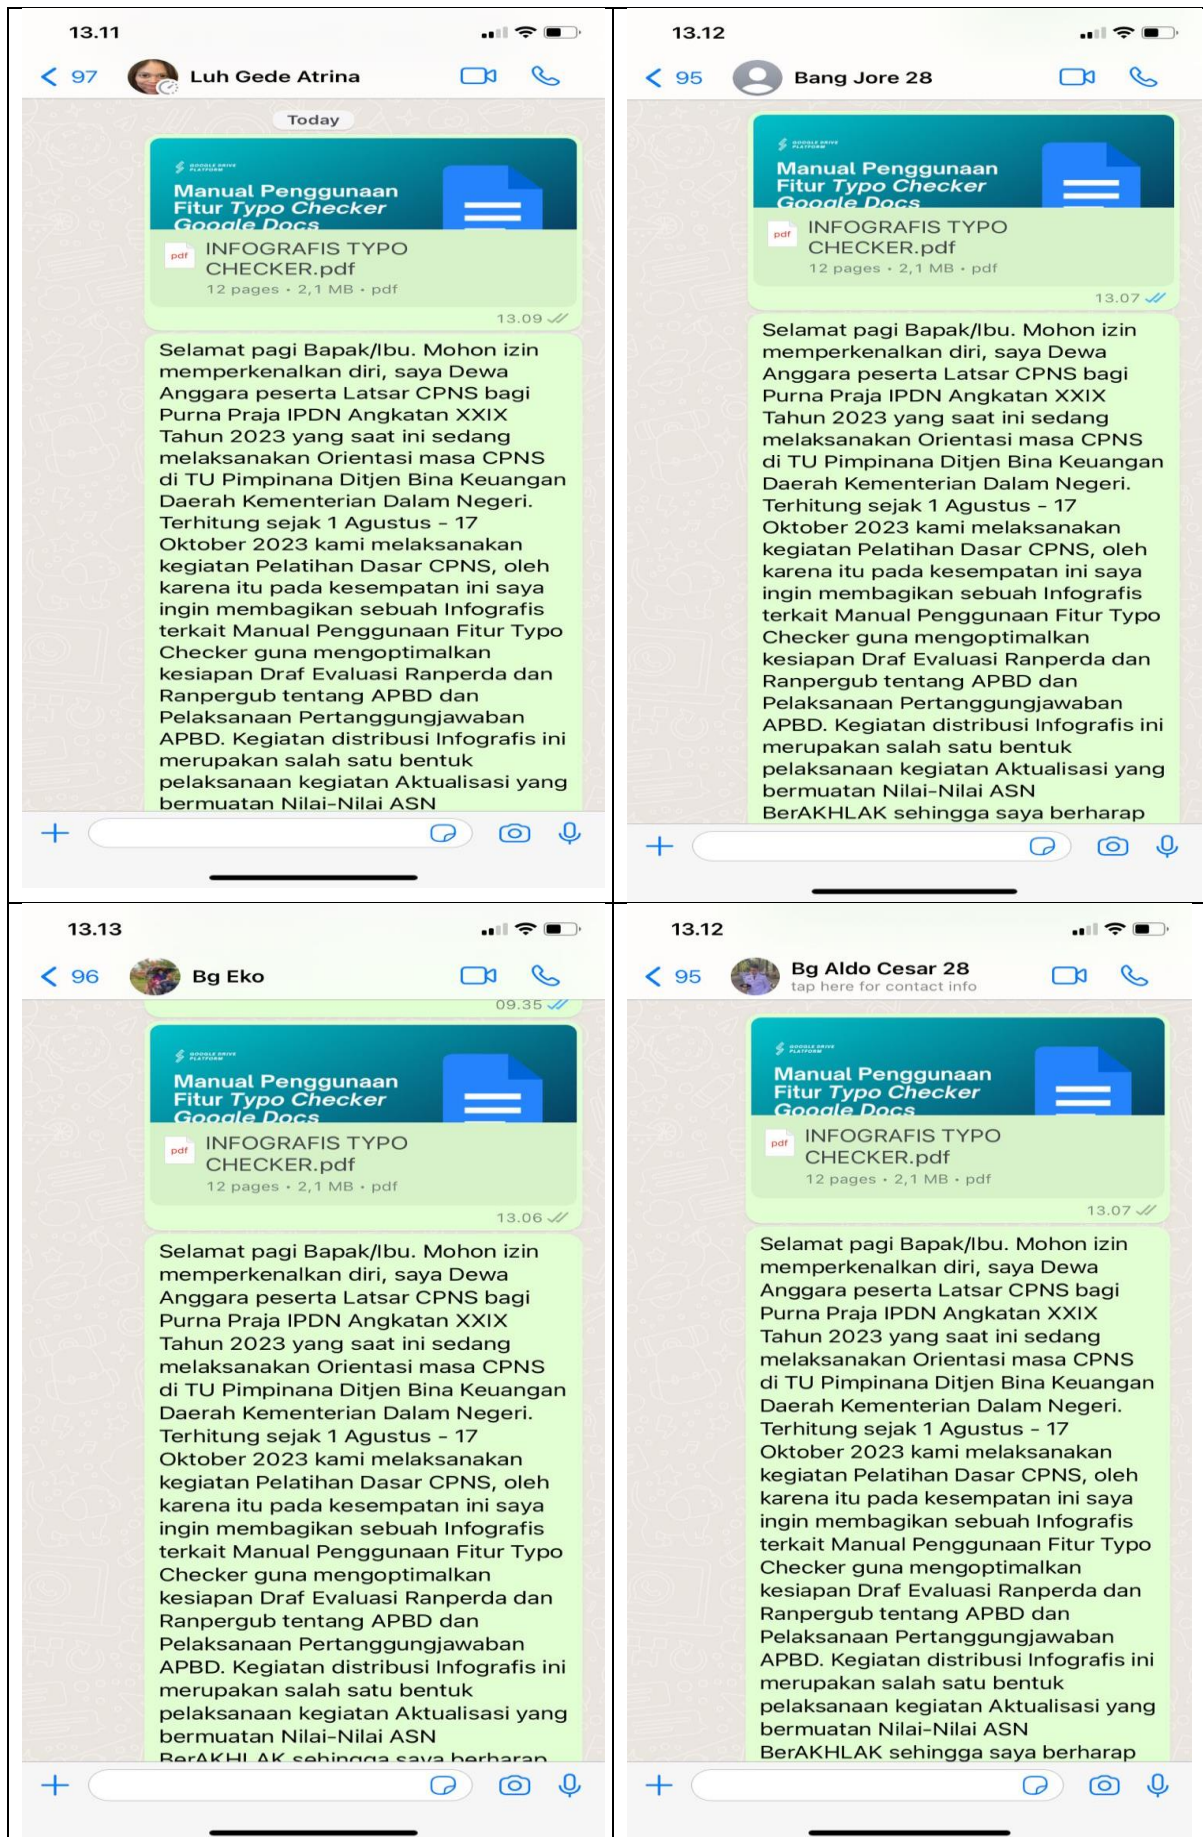 13.11
97
Luh Gede Atrina
Today
GOOGLE DRIVE
PLATFORM
Manual Penggunaan
Fitur Typo Checker
Google Docs
pdf
INFOGRAFIS TYPO
CHECKER.pdf
12 pages • 2,1 MB • pdf
13.09
Selamat pagi Bapak/Ibu. Mohon izin
memperkenalkan diri, saya Dewa
Anggara peserta Latsar CPNS bagi
Purna Praja IPDN Angkatan XXIX
Tahun 2023 yang saat ini sedang
melaksanakan Orientasi masa CPNS
di TU Pimpinana Ditjen Bina Keuangan
Daerah Kementerian Dalam Negeri.
Terhitung sejak 1 Agustus - 17
Oktober 2023 kami melaksanakan
kegiatan Pelatihan Dasar CPNS, oleh
karena itu pada kesempatan ini saya
ingin membagikan sebuah Infografis
terkait Manual Penggunaan Fitur Typo
Checker guna mengoptimalkan
kesiapan Draf Evaluasi Ranperda dan
Ranpergub tentang APBD dan
Pelaksanaan Pertanggungjawaban
APBD. Kegiatan distribusi Infografis ini
merupakan salah satu bentuk
pelaksanaan kegiatan Aktualisasi yang
bermuatan Nilai-Nilai ASN
13.12
95
Bang Jore 28
GOOGLE DRIVE
PLATFORM
Manual Penggunaan
Fitur Typo Checker
Google Docs
pdf
INFOGRAFIS TYPO
CHECKER.pdf
12 pages • 2,1 MB • pdf
13.07
Selamat pagi Bapak/Ibu. Mohon izin
memperkenalkan diri, saya Dewa
Anggara peserta Latsar CPNS bagi
Purna Praja IPDN Angkatan XXIX
Tahun 2023 yang saat ini sedang
melaksanakan Orientasi masa CPNS
di TU Pimpinana Ditjen Bina Keuangan
Daerah Kementerian Dalam Negeri.
Terhitung sejak 1 Agustus - 17
Oktober 2023 kami melaksanakan
kegiatan Pelatihan Dasar CPNS, oleh
karena itu pada kesempatan ini saya
ingin membagikan sebuah Infografis
terkait Manual Penggunaan Fitur Typo
Checker guna mengoptimalkan
kesiapan Draf Evaluasi Ranperda dan
Ranpergub tentang APBD dan
Pelaksanaan Pertanggungjawaban
APBD. Kegiatan distribusi Infografis ini
merupakan salah satu bentuk
pelaksanaan kegiatan Aktualisasi yang
bermuatan Nilai-Nilai ASN
BerAKHLAK sehingga saya berharap
13.13
96
Bg Eko
09.35
GOOGLE DRIVE
PLATFORM
Manual Penggunaan
Fitur Typo Checker
Google Docs
pdf
INFOGRAFIS TYPO
CHECKER.pdf
12 pages • 2,1 MB • pdf
13.06
Selamat pagi Bapak/Ibu. Mohon izin
memperkenalkan diri, saya Dewa
Anggara peserta Latsar CPNS bagi
Purna Praja IPDN Angkatan XXIX
Tahun 2023 yang saat ini sedang
melaksanakan Orientasi masa CPNS
di TU Pimpinana Ditjen Bina Keuangan
Daerah Kementerian Dalam Negeri.
Terhitung sejak 1 Agustus - 17
Oktober 2023 kami melaksanakan
kegiatan Pelatihan Dasar CPNS, oleh
karena itu pada kesempatan ini saya
ingin membagikan sebuah Infografis
terkait Manual Penggunaan Fitur Typo
Checker guna mengoptimalkan
kesiapan Draf Evaluasi Ranperda dan
Ranpergub tentang APBD dan
Pelaksanaan Pertanggungjawaban
APBD. Kegiatan distribusi Infografis ini
merupakan salah satu bentuk
pelaksanaan kegiatan Aktualisasi yang
bermuatan Nilai-Nilai ASN
BerAKHLAK sehingga saya berharap
13.12
95
Bg Aldo Cesar 28
tap here for contact info
GOOGLE DRIVE
PLATFORM
Manual Penggunaan
Fitur Typo Checker
Google Docs
pdf
INFOGRAFIS TYPO
CHECKER.pdf
12 pages • 2,1 MB • pdf
13.07
Selamat pagi Bapak/Ibu. Mohon izin
memperkenalkan diri, saya Dewa
Anggara peserta Latsar CPNS bagi
Purna Praja IPDN Angkatan XXIX
Tahun 2023 yang saat ini sedang
melaksanakan Orientasi masa CPNS
di TU Pimpinana Ditjen Bina Keuangan
Daerah Kementerian Dalam Negeri.
Terhitung sejak 1 Agustus - 17
Oktober 2023 kami melaksanakan
kegiatan Pelatihan Dasar CPNS, oleh
karena itu pada kesempatan ini saya
ingin membagikan sebuah Infografis
terkait Manual Penggunaan Fitur Typo
Checker guna mengoptimalkan
kesiapan Draf Evaluasi Ranperda dan
Ranpergub tentang APBD dan
Pelaksanaan Pertanggungjawaban
APBD. Kegiatan distribusi Infografis ini
merupakan salah satu bentuk
pelaksanaan kegiatan Aktualisasi yang
bermuatan Nilai-Nilai ASN
BerAKHLAK sehingga saya berharap